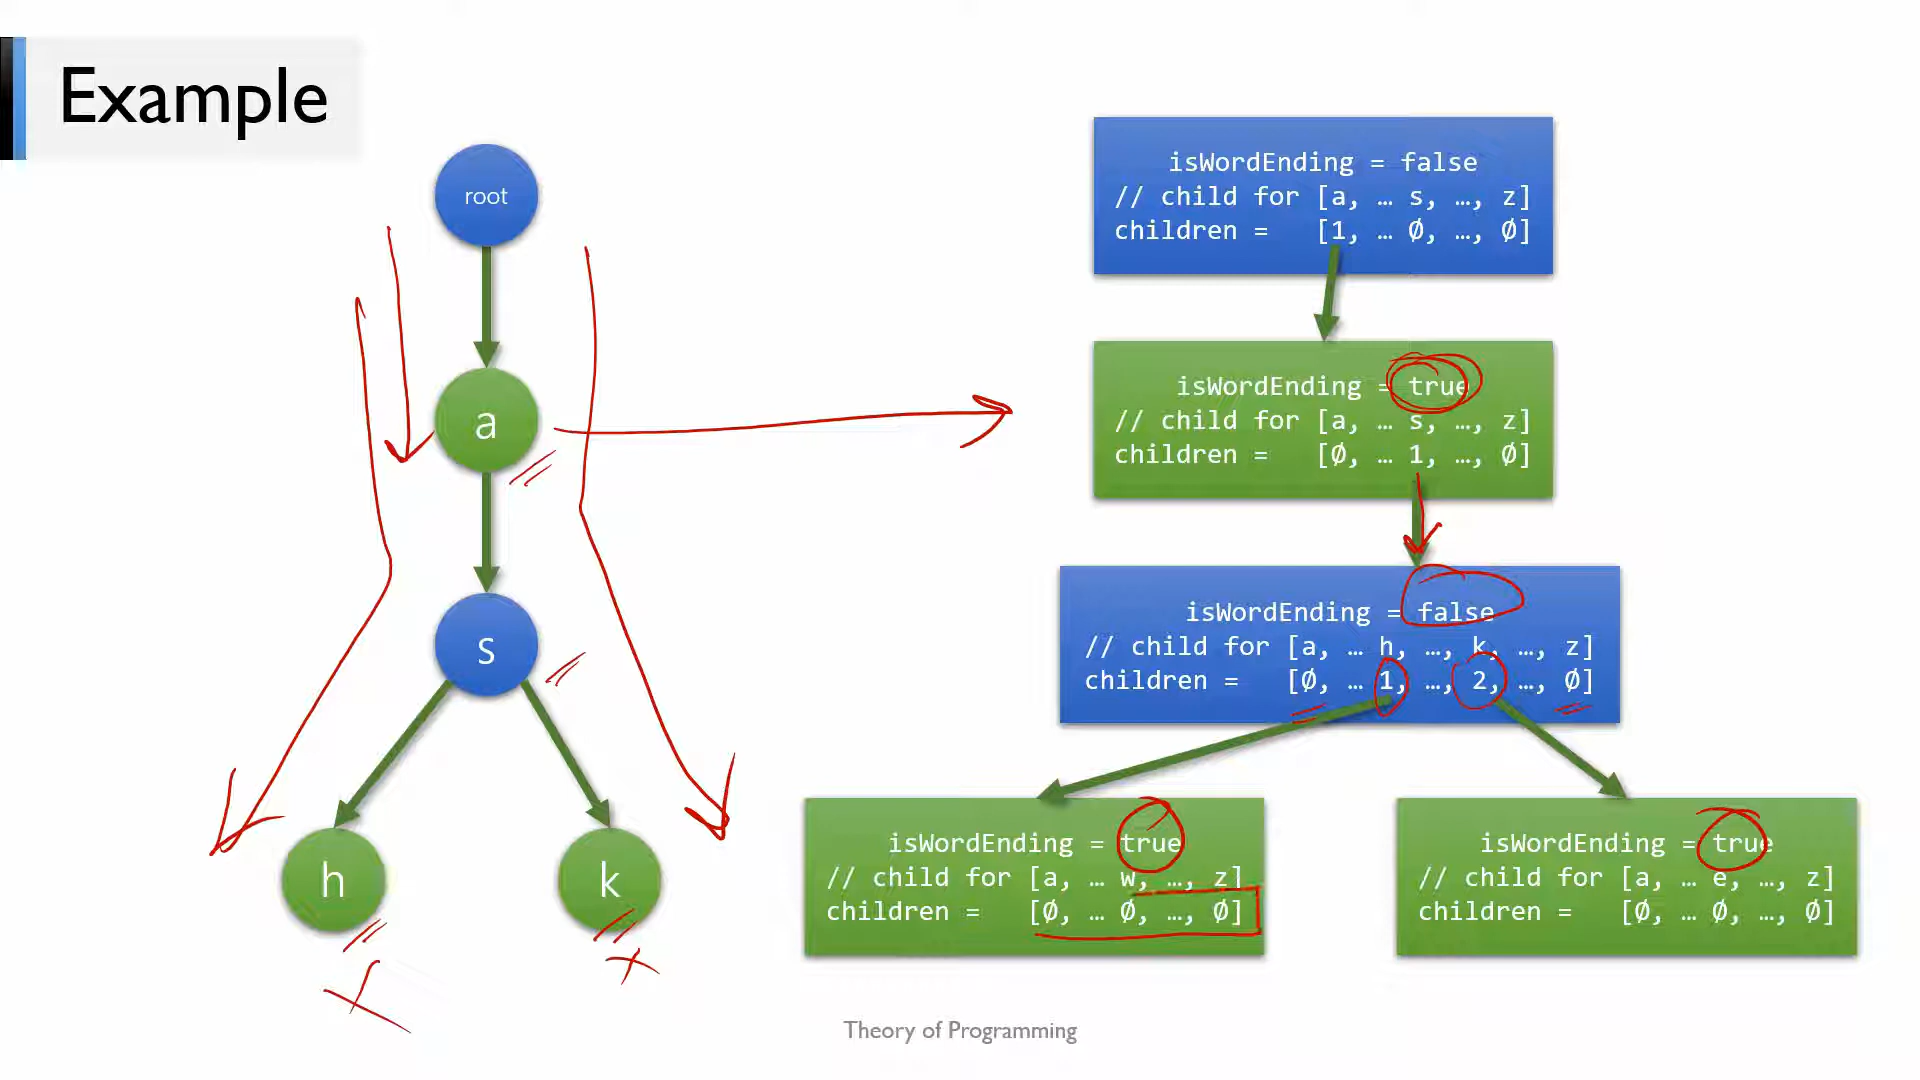 Example
root
a
s
h
k
isWordEnding = false
// child for [a, … s, …, z]
children = [1, … Ø, …, Ø]
isWordEnding = true
// child for [a, … s, …, z]
children = [Ø, … 1, …, Ø]
isWordEnding = false
// child for [a, … h, …, k, …, z]
children = [Ø, … 1, …, 2, …, Ø]
isWordEnding = true
// child for [a, … w, …, z]
children = [Ø, … Ø, …, Ø]
isWordEnding = true
// child for [a, … e, …, z]
children = [Ø, … Ø, …, Ø]
Theory of Programming